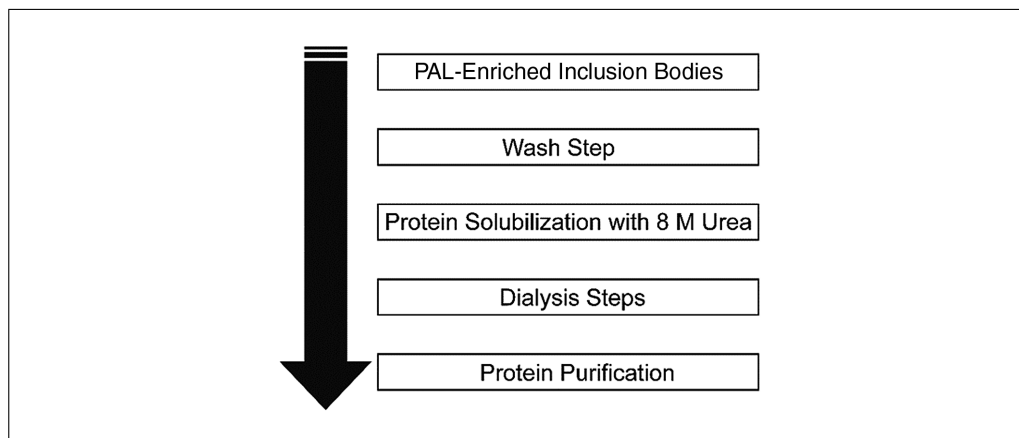 PAL-Enriched Inclusion Bodies
Wash Step
Protein Solubilization with 8 M Urea
Dialysis Steps
Protein Purification